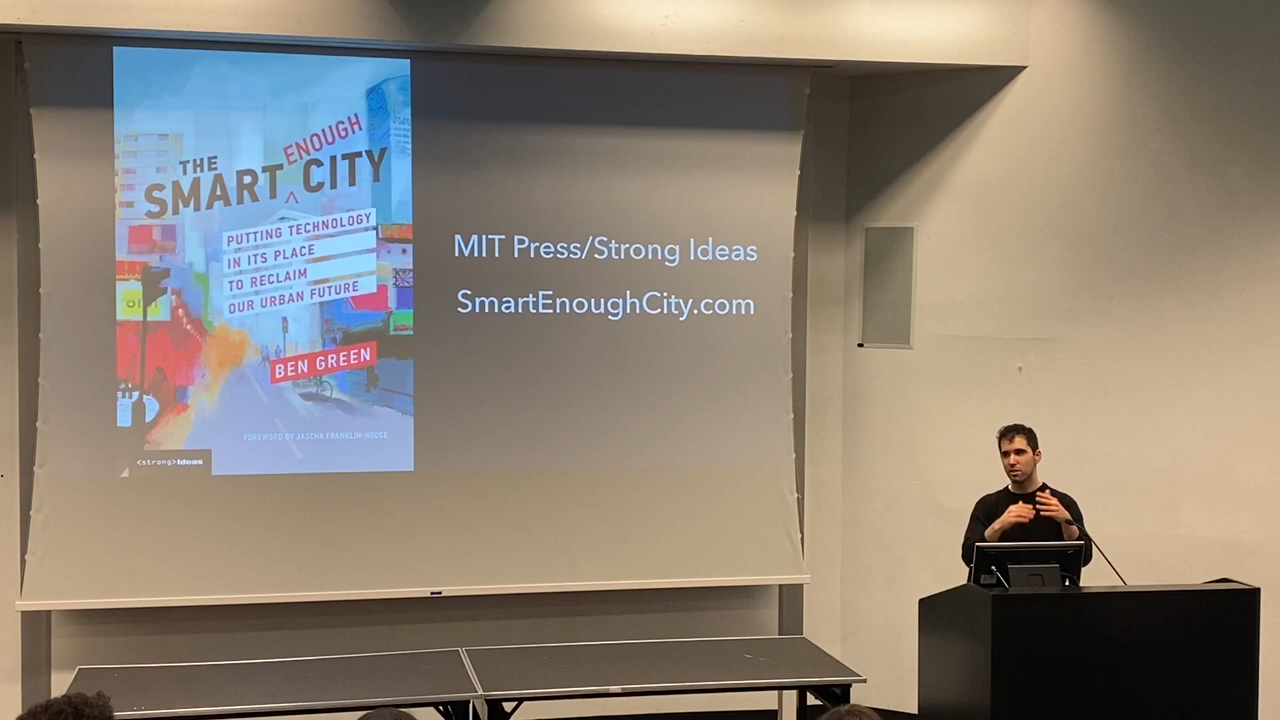 THE
ENOUGH
SMART ^ CITY
PUTTING TECHNOLOGY
IN ITS PLACE
TO RECLAIM
OUR URBAN FUTURE
BEN GREEN
FOREWORD BY JASCHA FRANKLIN-HODGE
<strong>ideas
MIT Press/Strong Ideas
SmartEnoughCity.com